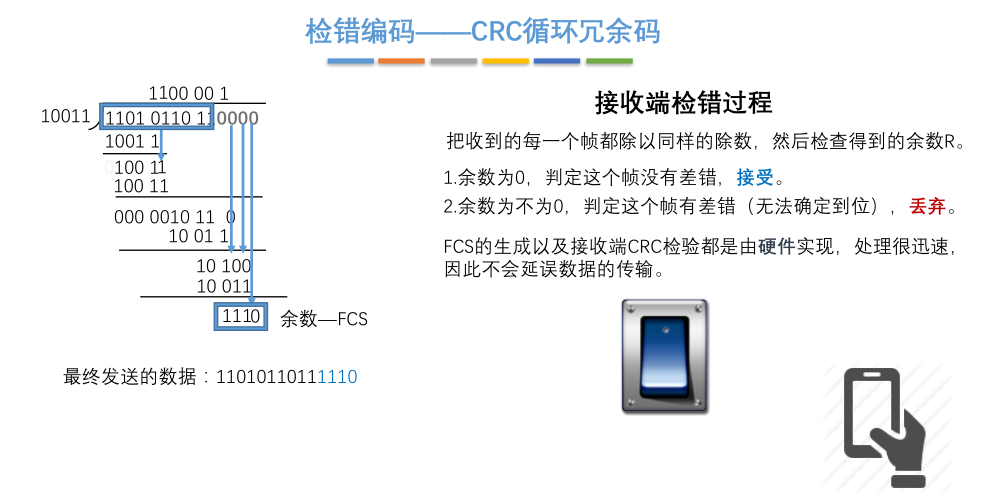 检错编码——CRC循环冗余码
1100 00 1
10011
1101 0110 110000
1001 1
0100 11
100 11
000 0010 11 0
10 01 1
10 100
10 011
1110 余数—FCS
最终发送的数据：11010110111110
接收端检错过程
把收到的每一个帧都除以同样的除数，然后检查得到的余数R。
1.余数为0，判定这个帧没有差错，接受。
2.余数为不为0，判定这个帧有差错（无法确定到位），丢弃。
FCS的生成以及接收端CRC检验都是由硬件实现，处理很迅速，
因此不会延误数据的传输。